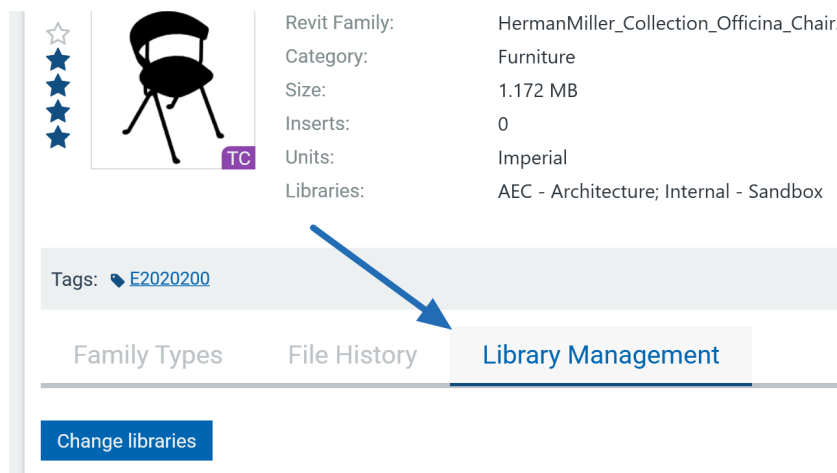 Revit Family: HermanMiller_Collection_Officina_Chair.
Category: Furniture
Size: 1.172 MB
Inserts: 0
TC
Units: Imperial
Libraries: AEC - Architecture; Internal - Sandbox
Tags: E2020200
Family Types File History Library Management
Change libraries